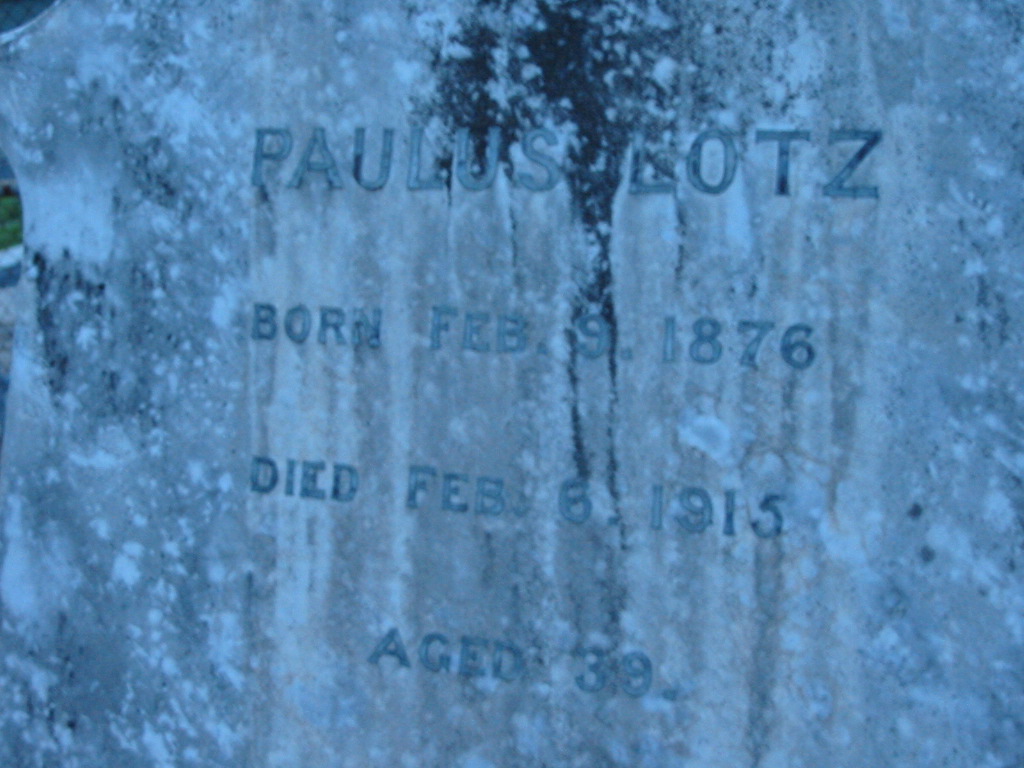 PAULUS LOTZ
BORN FEB. 9. 1876
DIED FEB. 6. 1915
AGED 39.